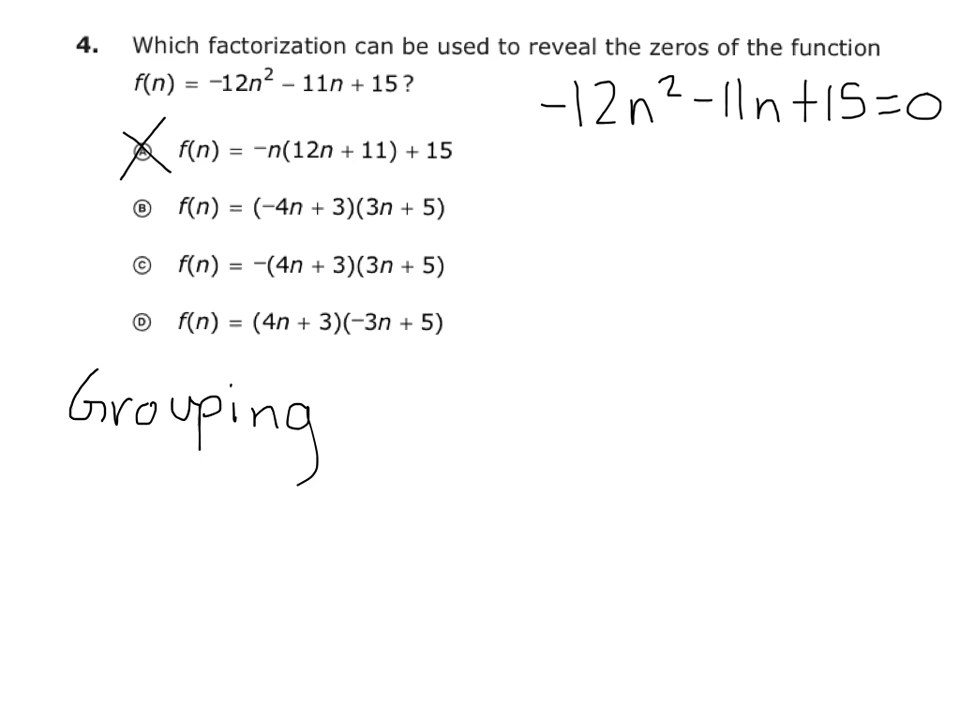 4. Which factorization can be used to reveal the zeros of the function
f(n) = −12n² − 11n + 15?
-12n²-11n+15=0
A f(n) = −n(12n + 11) + 15
B f(n) = (−4n + 3)(3n + 5)
C f(n) = −(4n + 3)(3n + 5)
D f(n) = (4n + 3)(−3n + 5)
Grouping